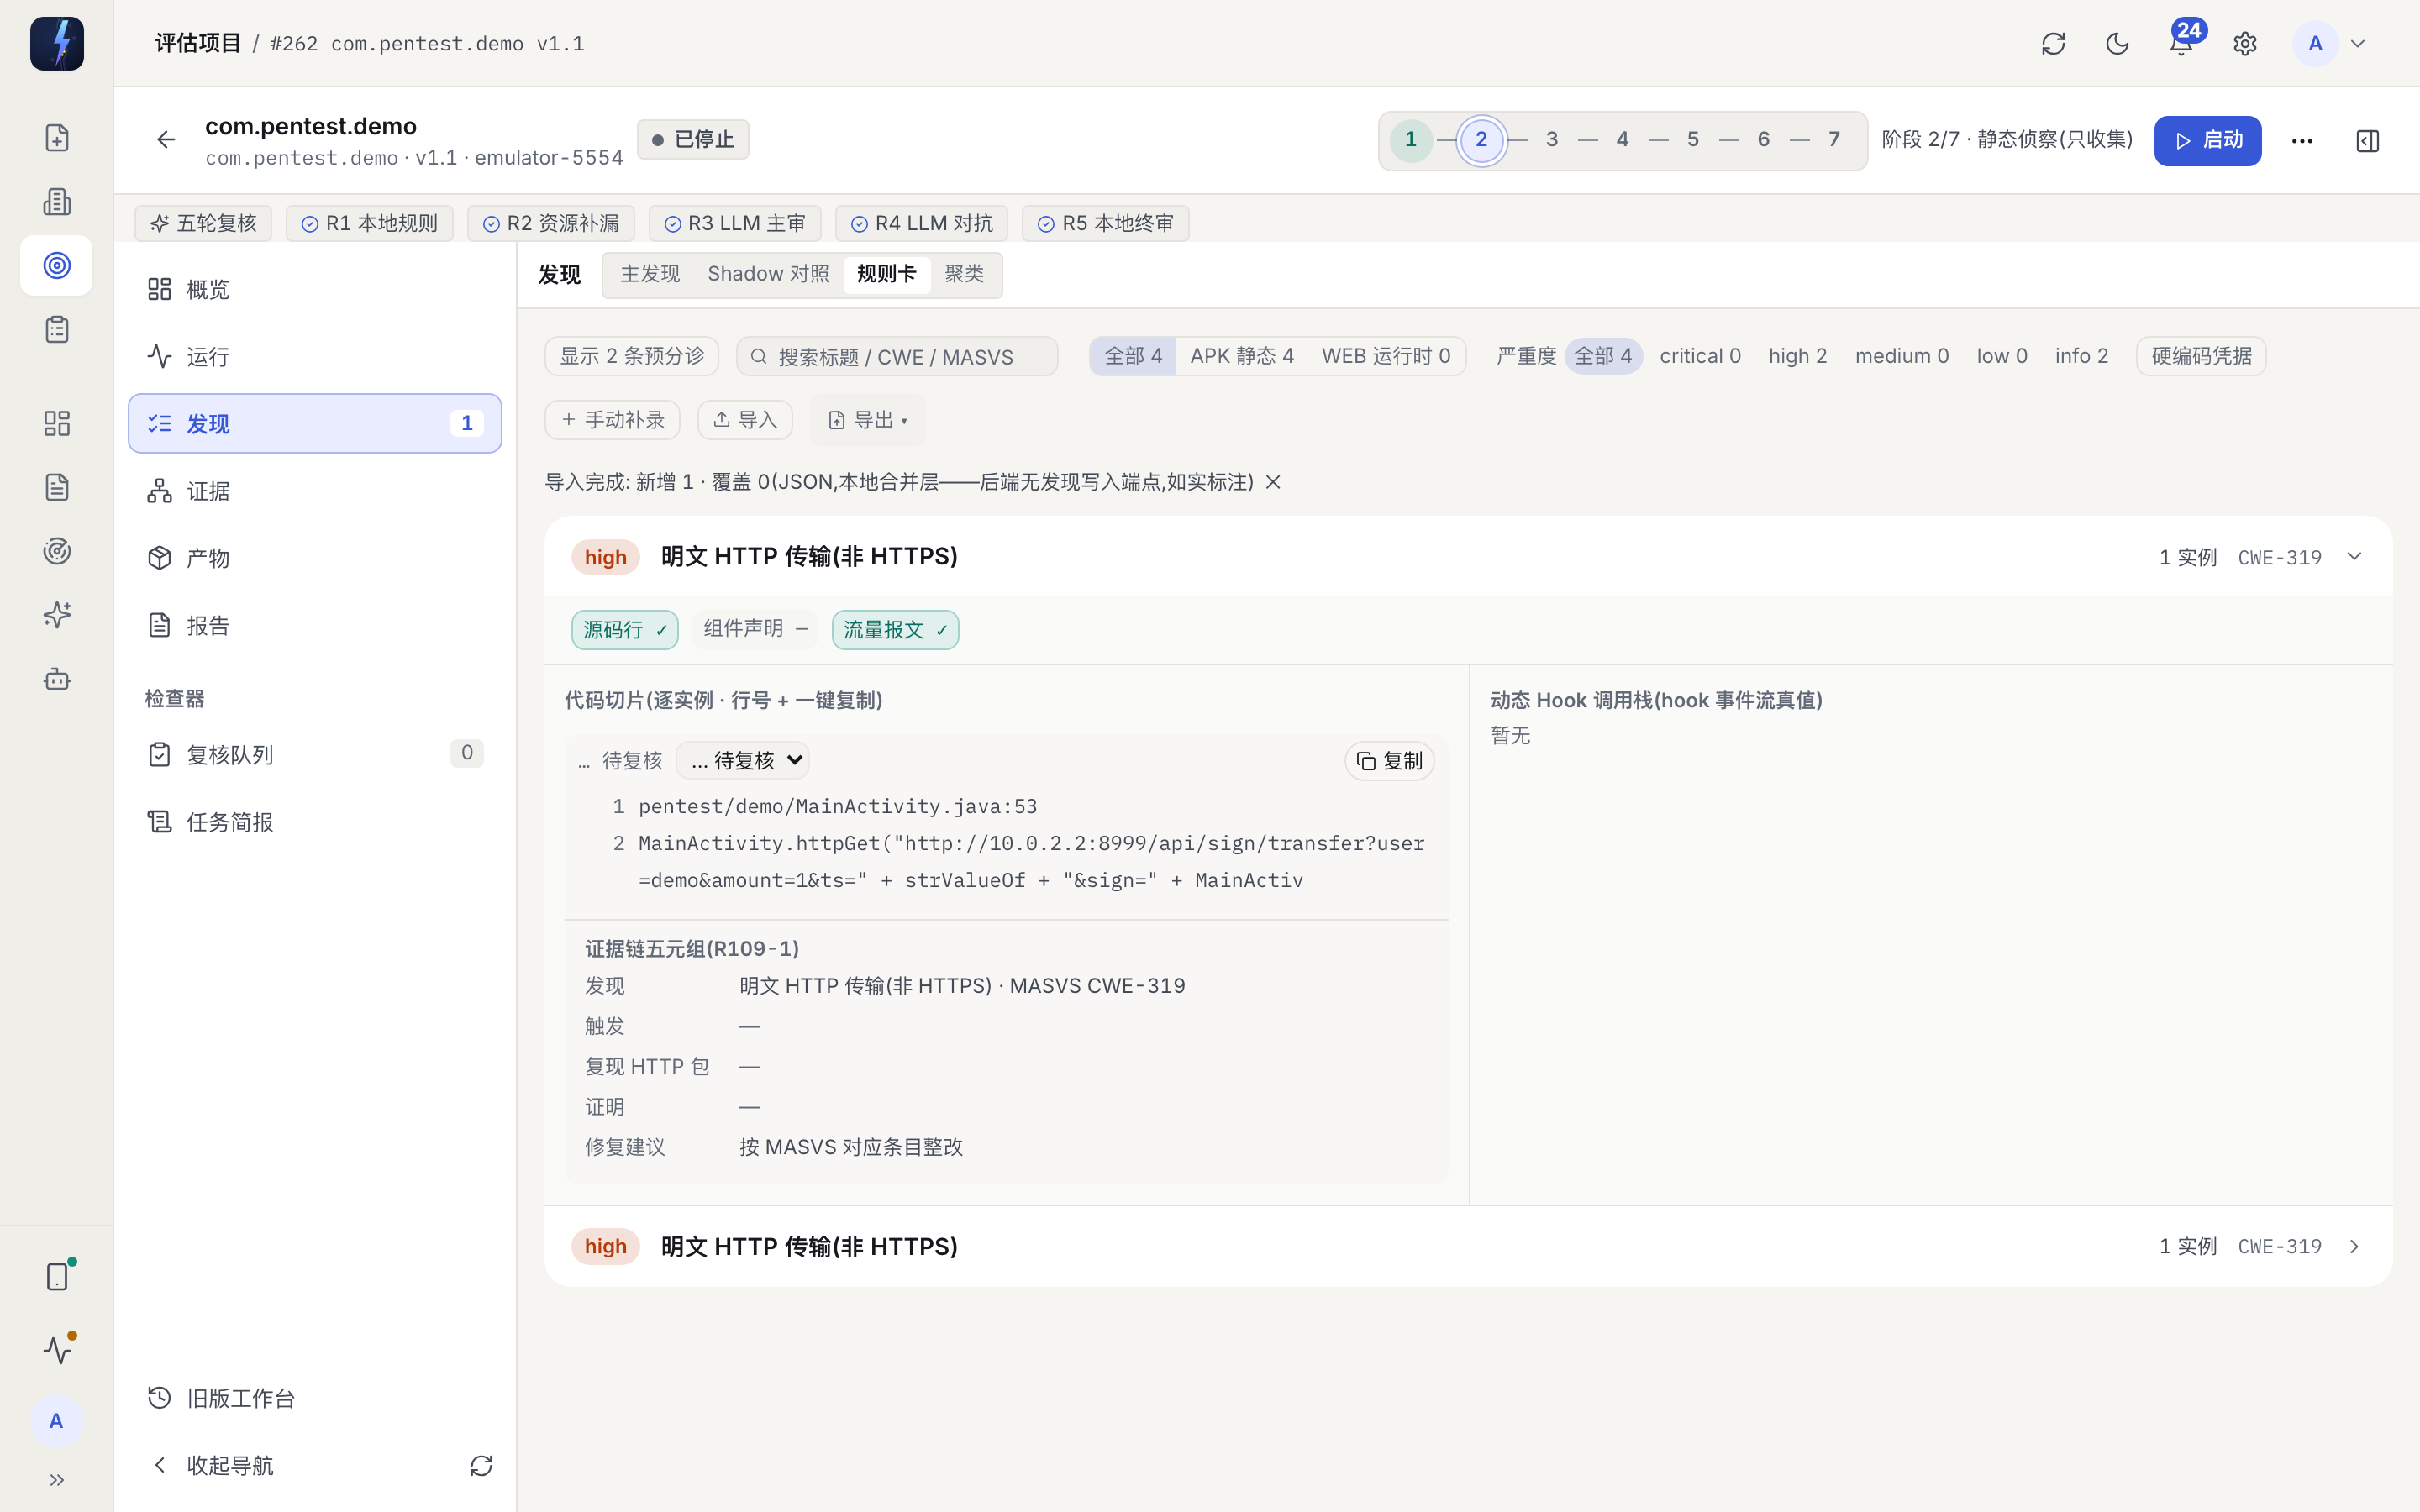 评估项目 / #262 com.pentest.demo v1.1
24
A
com.pentest.demo
com.pentest.demo · v1.1 · emulator-5554
已停止
1 — 2 — 3 — 4 — 5 — 6 — 7
阶段 2/7 · 静态侦察(只收集)
启动
五轮复核
R1 本地规则
R2 资源补漏
R3 LLM 主审
R4 LLM 对抗
R5 本地终审
概览
运行
发现 1
证据
产物
报告
检查器
复核队列 0
任务简报
旧版工作台
收起导航
A
发现
主发现 Shadow 对照 规则卡 聚类
显示 2 条预分诊
搜索标题 / CWE / MASVS
全部 4 APK 静态 4 WEB 运行时 0
严重度 全部 4 critical 0 high 2 medium 0 low 0 info 2
硬编码凭据
+ 手动补录
导入
导出 ▾
导入完成: 新增 1 · 覆盖 0(JSON,本地合并层——后端无发现写入端点,如实标注)
high 明文 HTTP 传输(非 HTTPS)
1 实例 CWE-319
源码行 ✓
组件声明 —
流量报文 ✓
代码切片(逐实例 · 行号 + 一键复制)
… 待复核
… 待复核
复制
1 pentest/demo/MainActivity.java:53
2 MainActivity.httpGet("http://10.0.2.2:8999/api/sign/transfer?user
=demo&amount=1&ts=" + strValueOf + "&sign=" + MainActiv
证据链五元组(R109-1)
发现 明文 HTTP 传输(非 HTTPS) · MASVS CWE-319
触发 —
复现 HTTP 包 —
证明 —
修复建议 按 MASVS 对应条目整改
动态 Hook 调用栈(hook 事件流真值)
暂无
high 明文 HTTP 传输(非 HTTPS)
1 实例 CWE-319